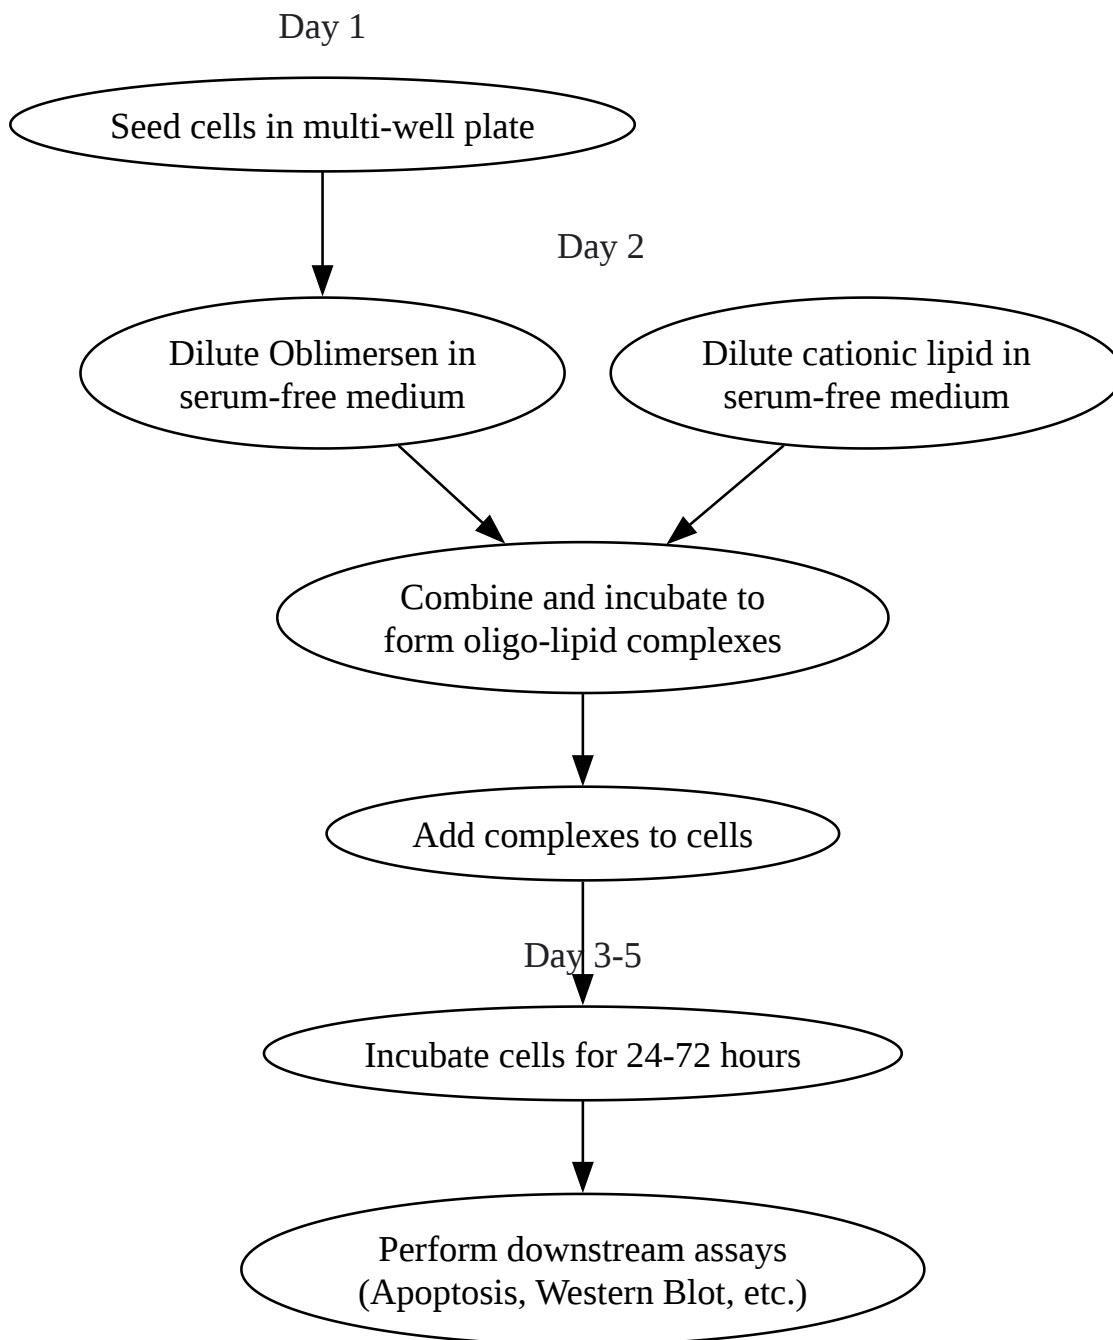 Day 1
Seed cells in multi-well plate
Day 2
Dilute Oblimersen in
serum-free medium
Dilute cationic lipid in
serum-free medium
Combine and incubate to
form oligo-lipid complexes
Add complexes to cells
Day 3-5
Incubate cells for 24-72 hours
Perform downstream assays
(Apoptosis, Western Blot, etc.)